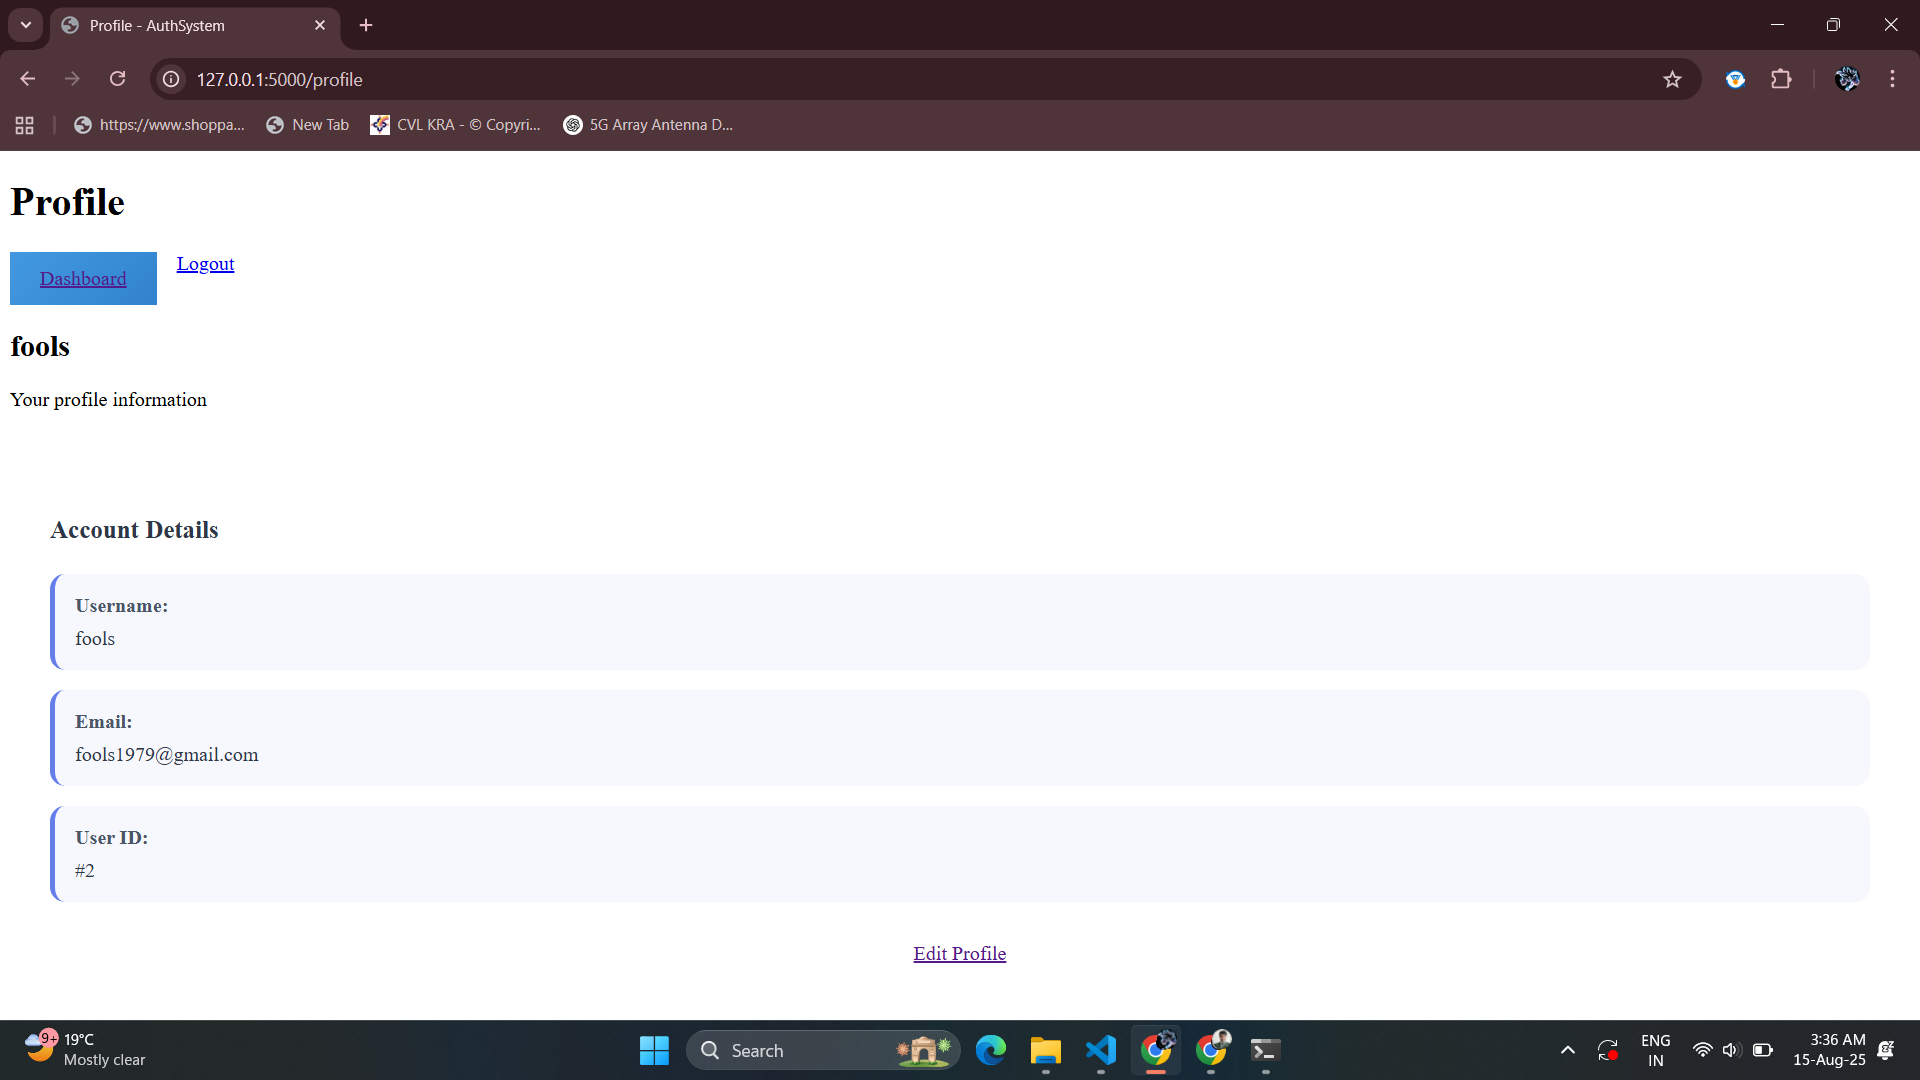 Profile - AuthSystem
127.0.0.1:5000/profile
https://www.shoppa...
New Tab
CVL KRA - © Copyri...
5G Array Antenna D...
Profile
Dashboard
Logout
fools
Your profile information
Account Details
Username:
fools
Email:
fools1979@gmail.com
User ID:
#2
Edit Profile
9+
19°C
Mostly clear
Search
ENG
IN
3:36 AM
15-Aug-25